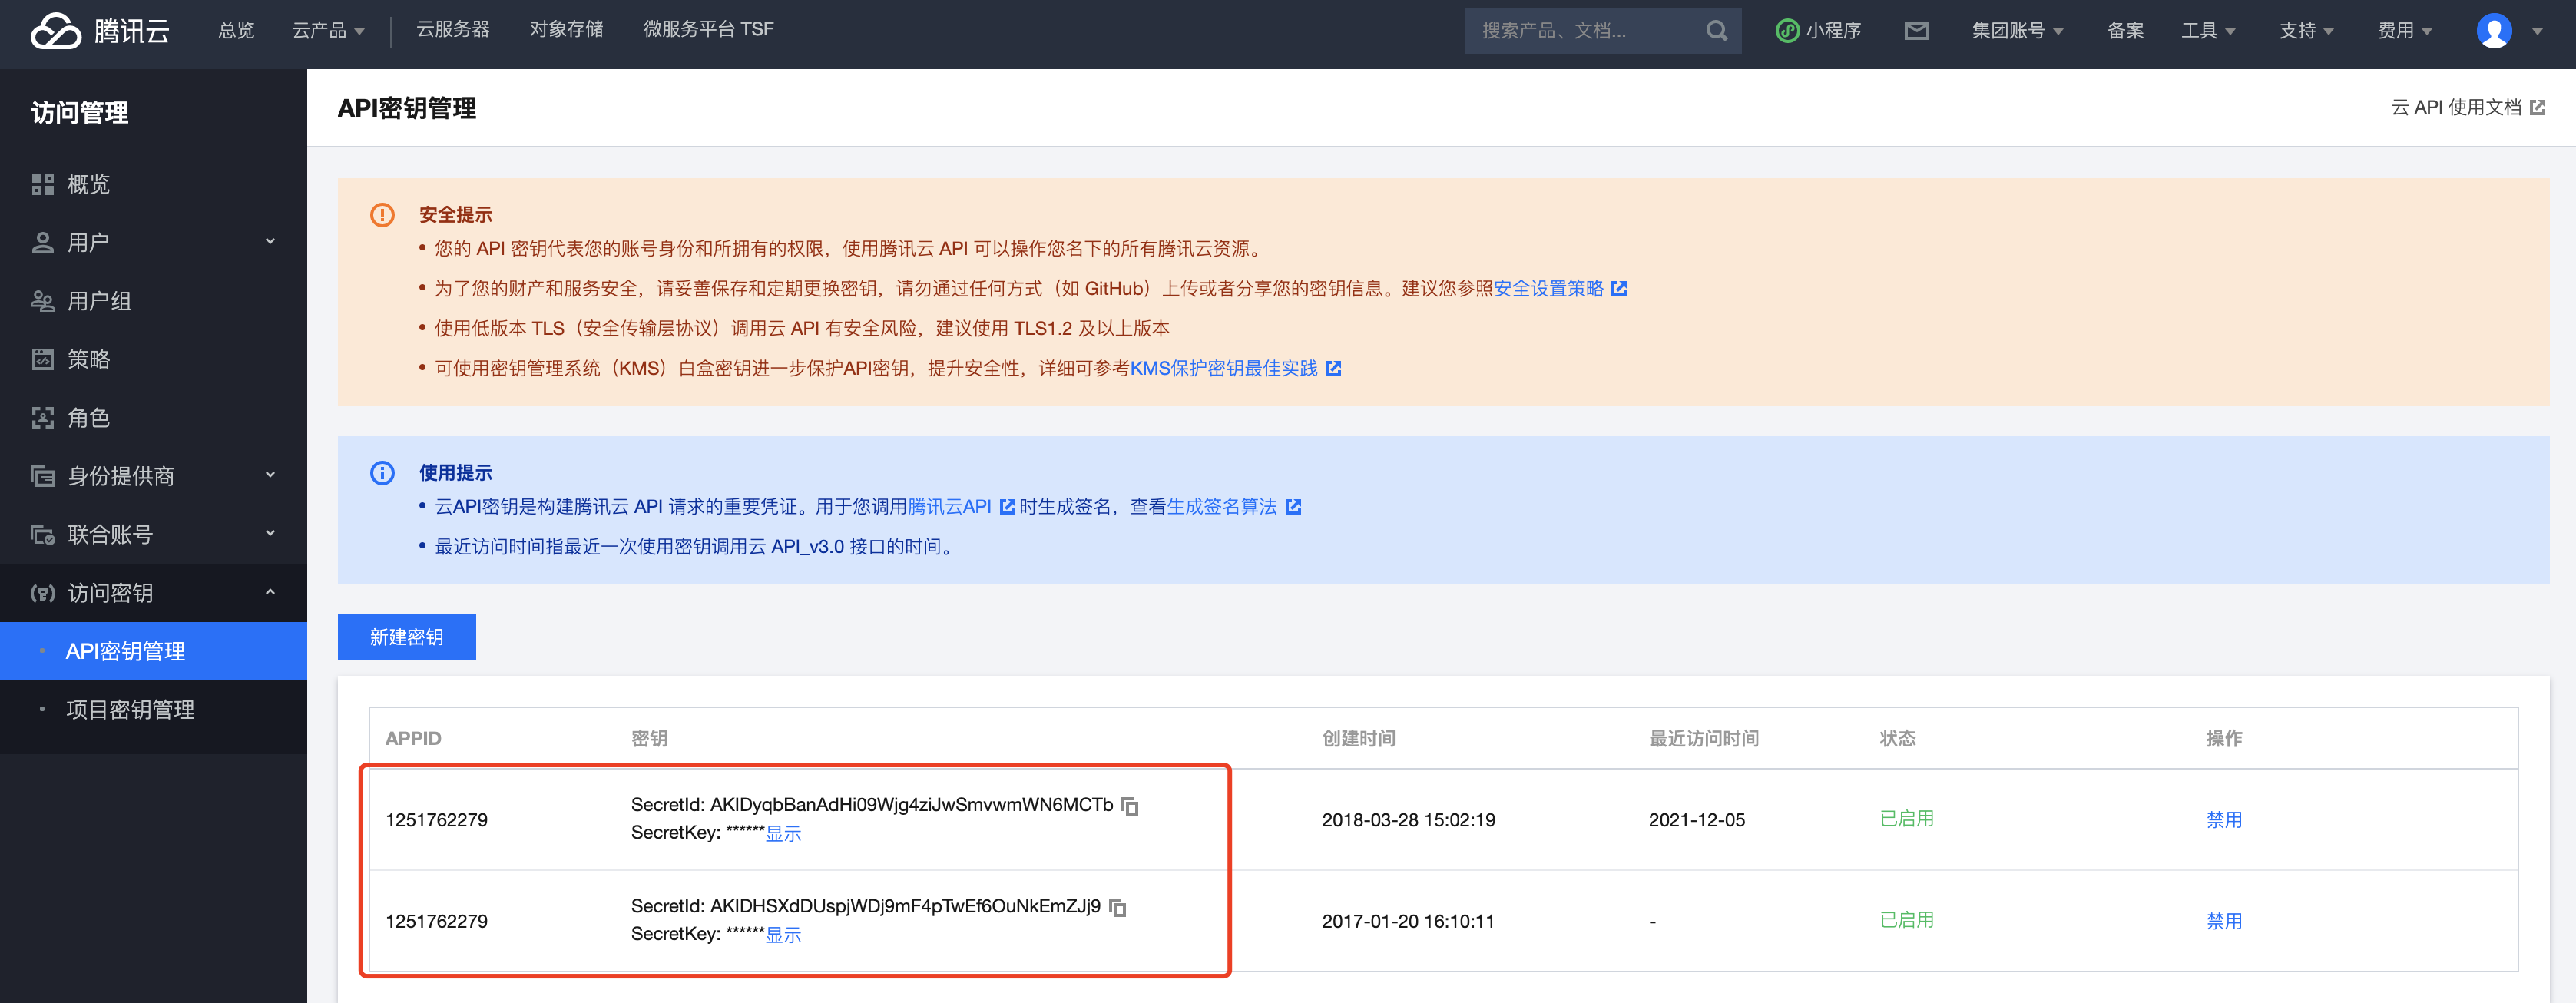 腾讯云 总览 云产品 云服务器 对象存储 微服务平台 TSF 搜索产品、文档... 小程序 集团账号 备案 工具 支持 费用
访问管理
概览
用户
用户组
策略
角色
身份提供商
联合账号
访问密钥
API密钥管理
项目密钥管理
API密钥管理 云 API 使用文档
安全提示
• 您的 API 密钥代表您的账号身份和所拥有的权限，使用腾讯云 API 可以操作您名下的所有腾讯云资源。
• 为了您的财产和服务安全，请妥善保存和定期更换密钥，请勿通过任何方式（如 GitHub）上传或者分享您的密钥信息。建议您参照安全设置策略
• 使用低版本 TLS（安全传输层协议）调用云 API 有安全风险，建议使用 TLS1.2 及以上版本
• 可使用密钥管理系统（KMS）白盒密钥进一步保护API密钥，提升安全性，详细可参考KMS保护密钥最佳实践
使用提示
• 云API密钥是构建腾讯云 API 请求的重要凭证。用于您调用腾讯云API 时生成签名，查看生成签名算法
• 最近访问时间指最近一次使用密钥调用云 API_v3.0 接口的时间。
新建密钥
APPID 密钥 创建时间 最近访问时间 状态 操作
SecretId: AKIDyqbBanAdHi09Wjg4ziJwSmvwmWN6MCTb
1251762279 2018-03-28 15:02:19 2021-12-05 已启用 禁用
SecretKey: ******显示
SecretId: AKIDHSXdDUspjWDj9mF4pTwEf6OuNkEmZJj9
1251762279 2017-01-20 16:10:11 - 已启用 禁用
SecretKey: ******显示